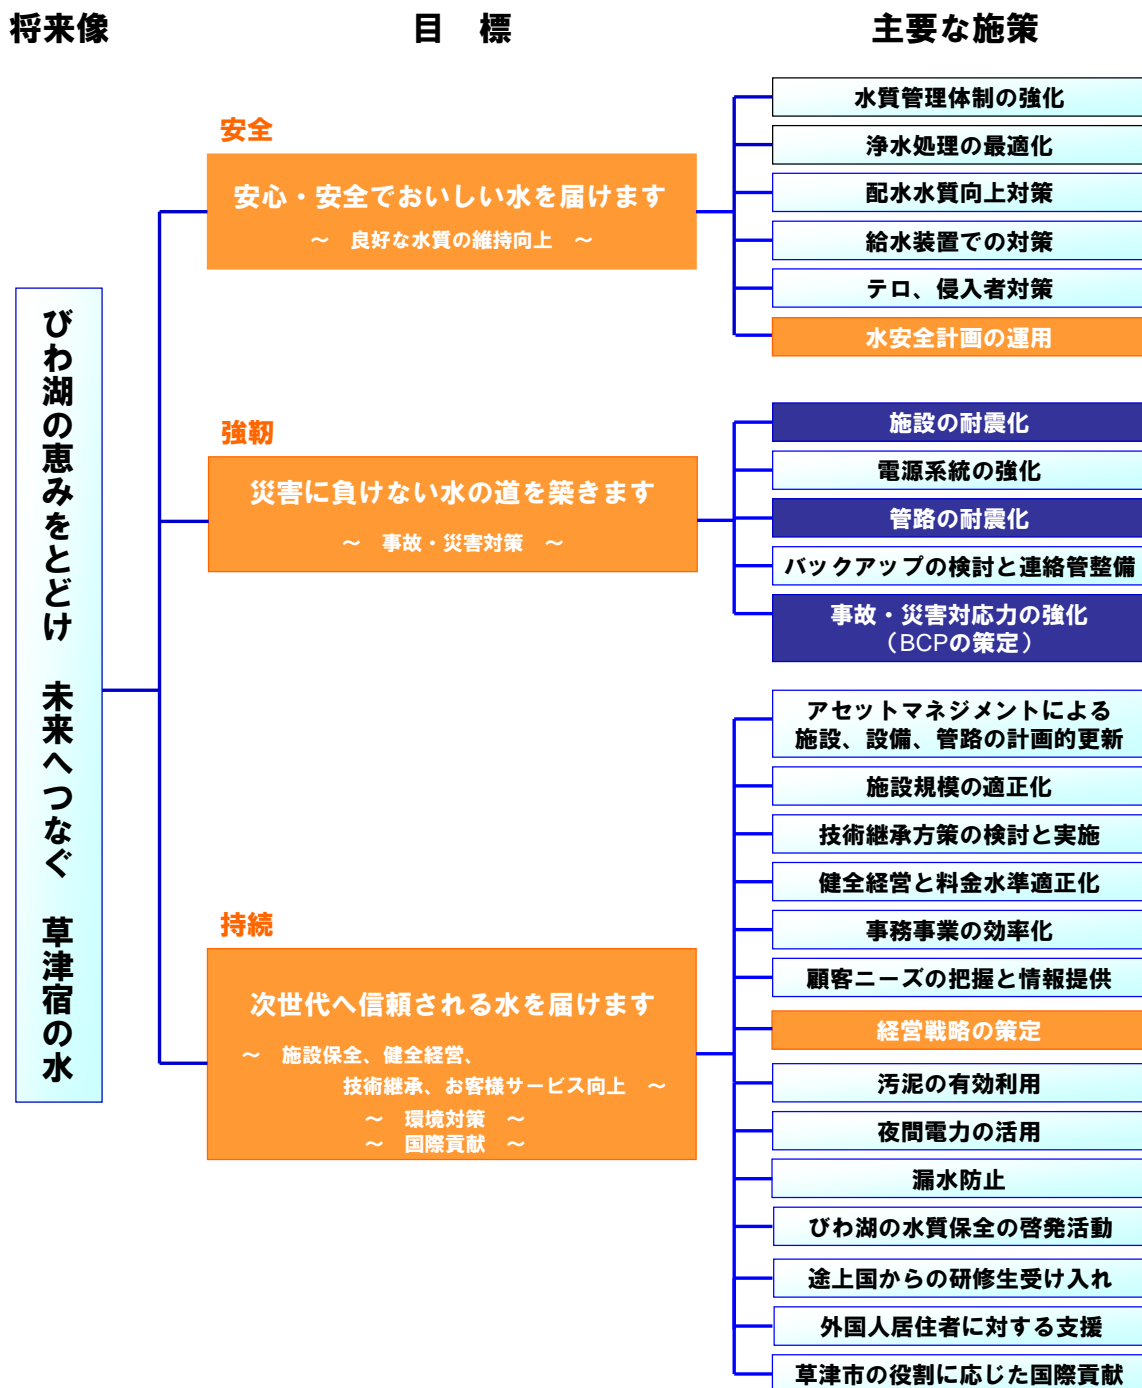 将来像
目　標
主要な施策
びわ湖の恵みをとどけ　未来へつなぐ　草津宿の水
安全
安心・安全でおいしい水を届けます
～　良好な水質の維持向上　～
水質管理体制の強化
浄水処理の最適化
配水水質向上対策
給水装置での対策
テロ、侵入者対策
水安全計画の運用
強靭
災害に負けない水の道を築きます
～　事故・災害対策　～
施設の耐震化
電源系統の強化
管路の耐震化
バックアップの検討と連絡管整備
事故・災害対応力の強化
（BCPの策定）
持続
次世代へ信頼される水を届けます
～　施設保全、健全経営、
技術継承、お客様サービス向上　～
～　環境対策　～
～　国際貢献　～
アセットマネジメントによる
施設、設備、管路の計画的更新
施設規模の適正化
技術継承方策の検討と実施
健全経営と料金水準適正化
事務事業の効率化
顧客ニーズの把握と情報提供
経営戦略の策定
汚泥の有効利用
夜間電力の活用
漏水防止
びわ湖の水質保全の啓発活動
途上国からの研修生受け入れ
外国人居住者に対する支援
草津市の役割に応じた国際貢献